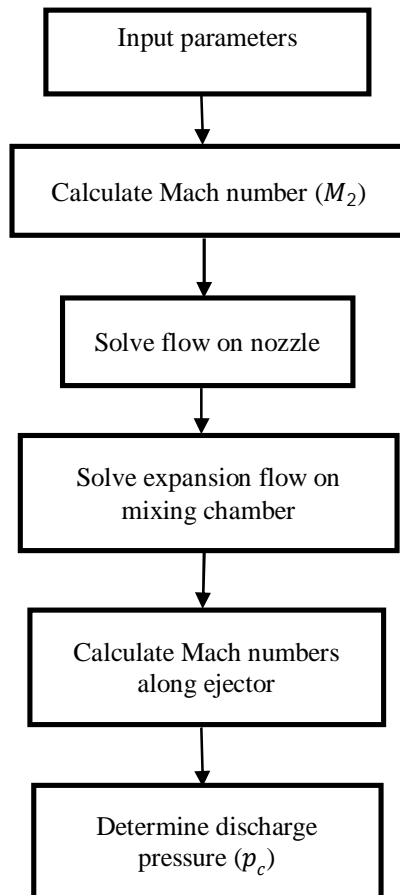 Input parameters
Calculate Mach number (𝑀₂)
Solve flow on nozzle
Solve expansion flow on
mixing chamber
Calculate Mach numbers
along ejector
Determine discharge
pressure (𝑝𝑐)